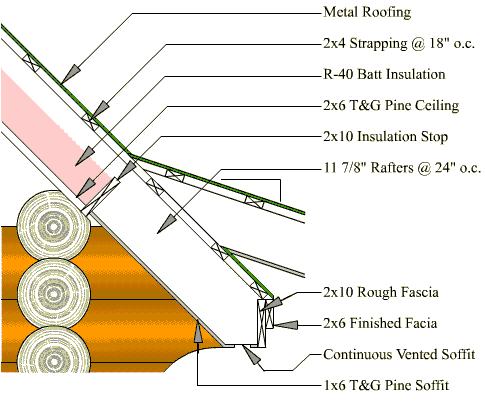 Metal Roofing
2x4 Strapping @ 18" o.c.
R-40 Batt Insulation
2x6 T&G Pine Ceiling
2x10 Insulation Stop
11 7/8" Rafters @ 24" o.c.
2x10 Rough Fascia
2x6 Finished Facia
Continuous Vented Soffit
1x6 T&G Pine Soffit